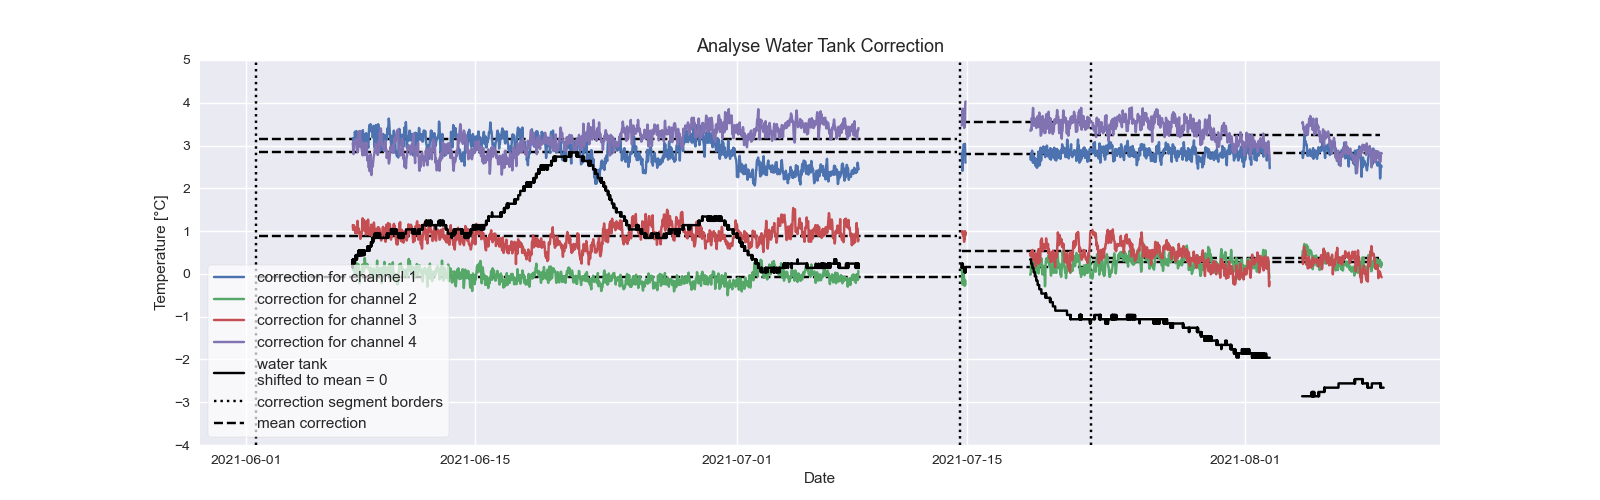 Analyse Water Tank Correction
Temperature [°C]
5
4
3
2
1
0
−1
−2
−3
−4
correction for channel 1
correction for channel 2
correction for channel 3
correction for channel 4
water tank
shifted to mean = 0
correction segment borders
mean correction
2021-06-01
2021-06-15
2021-07-01
2021-07-15
2021-08-01
Date